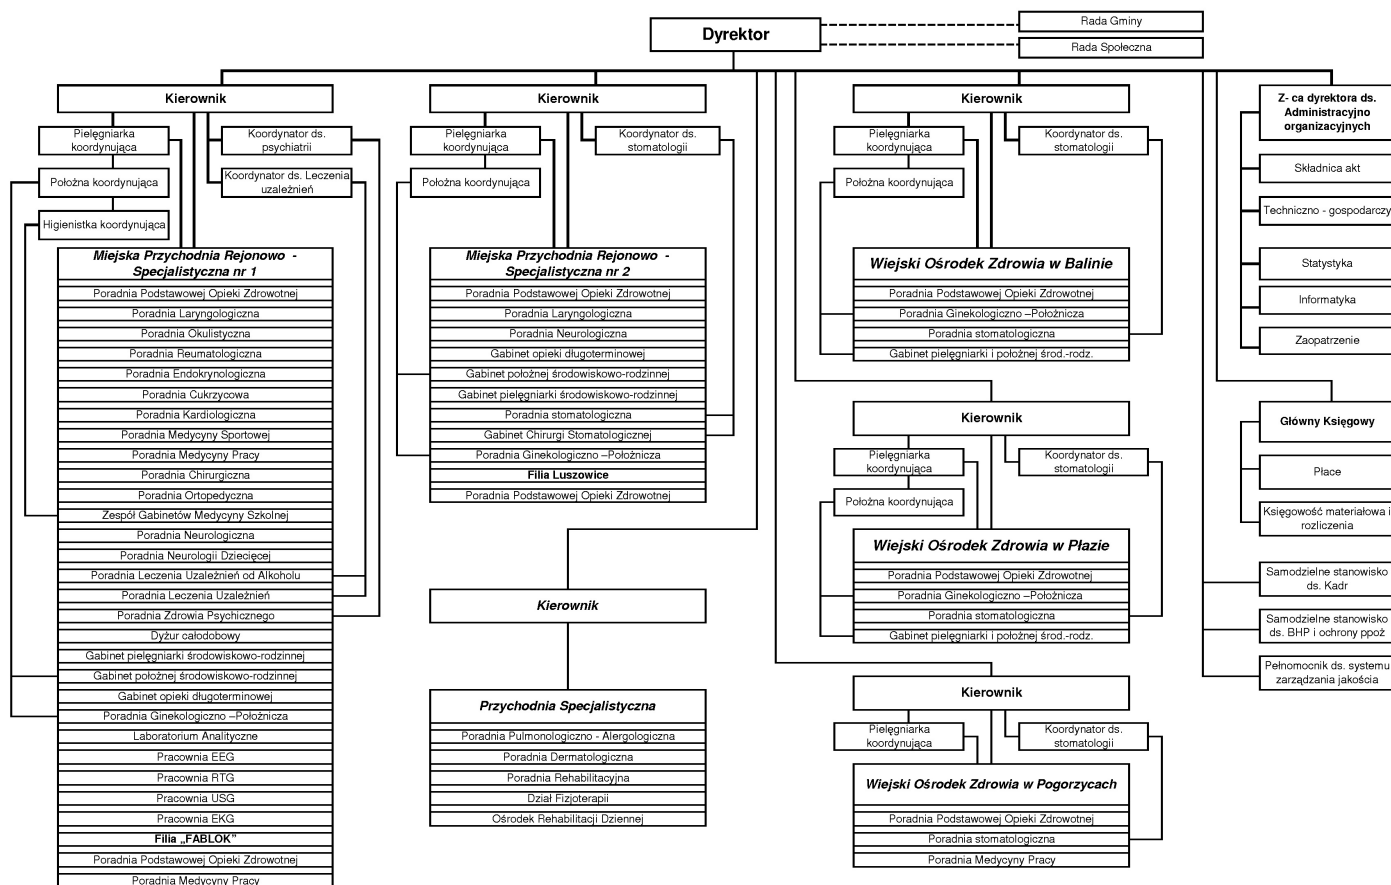 Dyrektor
Rada Gminy
Rada Społeczna
Kierownik
Pielęgniarka
koordynująca
Koordynator ds.
psychiatrii
Położna koordynująca
Koordynator ds. Leczenia
uzależnień
Higienistka koordynująca
Miejska Przychodnia Rejonowo -
Specjalistyczna nr 1
Poradnia Podstawowej Opieki Zdrowotnej
Poradnia Laryngologiczna
Poradnia Okulistyczna
Poradnia Reumatologiczna
Poradnia Endokrynologiczna
Poradnia Cukrzycowa
Poradnia Kardiologiczna
Poradnia Medycyny Sportowej
Poradnia Medycyny Pracy
Poradnia Chirurgiczna
Poradnia Ortopedyczna
Zespół Gabinetów Medycyny Szkolnej
Poradnia Neurologiczna
Poradnia Neurologii Dziecięcej
Poradnia Leczenia Uzależnień od Alkoholu
Poradnia Leczenia Uzależnień
Poradnia Zdrowia Psychicznego
Dyżur całodobowy
Gabinet pielęgniarki środowiskowo-rodzinnej
Gabinet położnej środowiskowo-rodzinnej
Gabinet opieki długoterminowej
Poradnia Ginekologiczno –Położnicza
Laboratorium Analityczne
Pracownia EEG
Pracownia RTG
Pracownia USG
Pracownia EKG
Filia „FABLOK”
Poradnia Podstawowej Opieki Zdrowotnej
Poradnia Medycyny Pracy
Kierownik
Pielęgniarka
koordynująca
Koordynator ds.
stomatologii
Położna koordynująca
Miejska Przychodnia Rejonowo -
Specjalistyczna nr 2
Poradnia Podstawowej Opieki Zdrowotnej
Poradnia Laryngologiczna
Poradnia Neurologiczna
Gabinet opieki długoterminowej
Gabinet położnej środowiskowo-rodzinnej
Gabinet pielęgniarki środowiskowo-rodzinnej
Poradnia stomatologiczna
Gabinet Chirurgi Stomatologicznej
Poradnia Ginekologiczno –Położnicza
Filia Luszowice
Poradnia Podstawowej Opieki Zdrowotnej
Kierownik
Przychodnia Specjalistyczna
Poradnia Pulmonologiczno - Alergologiczna
Poradnia Dermatologiczna
Poradnia Rehabilitacyjna
Dział Fizjoterapii
Ośrodek Rehabilitacji Dziennej
Kierownik
Pielęgniarka
koordynująca
Koordynator ds.
stomatologii
Położna koordynująca
Wiejski Ośrodek Zdrowia w Balinie
Poradnia Podstawowej Opieki Zdrowotnej
Poradnia Ginekologiczno –Położnicza
Poradnia stomatologiczna
Gabinet pielęgniarki i położnej środ.-rodz.
Kierownik
Pielęgniarka
koordynująca
Koordynator ds.
stomatologii
Położna koordynująca
Wiejski Ośrodek Zdrowia w Płazie
Poradnia Podstawowej Opieki Zdrowotnej
Poradnia Ginekologiczno –Położnicza
Poradnia stomatologiczna
Gabinet pielęgniarki i położnej środ.-rodz.
Kierownik
Pielęgniarka
koordynująca
Koordynator ds.
stomatologii
Wiejski Ośrodek Zdrowia w Pogorzycach
Poradnia Podstawowej Opieki Zdrowotnej
Poradnia stomatologiczna
Poradnia Medycyny Pracy
Z- ca dyrektora ds.
Administracyjno
organizacyjnych
Składnica akt
Techniczno - gospodarczy
Statystyka
Informatyka
Zaopatrzenie
Główny Księgowy
Płace
Księgowość materiałowa i
rozliczenia
Samodzielne stanowisko
ds. Kadr
Samodzielne stanowisko
ds. BHP i ochrony ppoż
Pełnomocnik ds. systemu
zarządzania jakościa